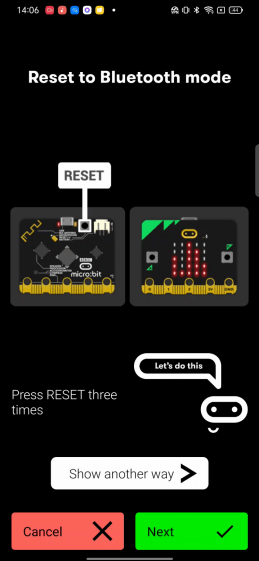 14:06
44
Reset to Bluetooth mode
RESET
micro:bit
Let's do this
Press RESET three
times
Show another way
Cancel
Next